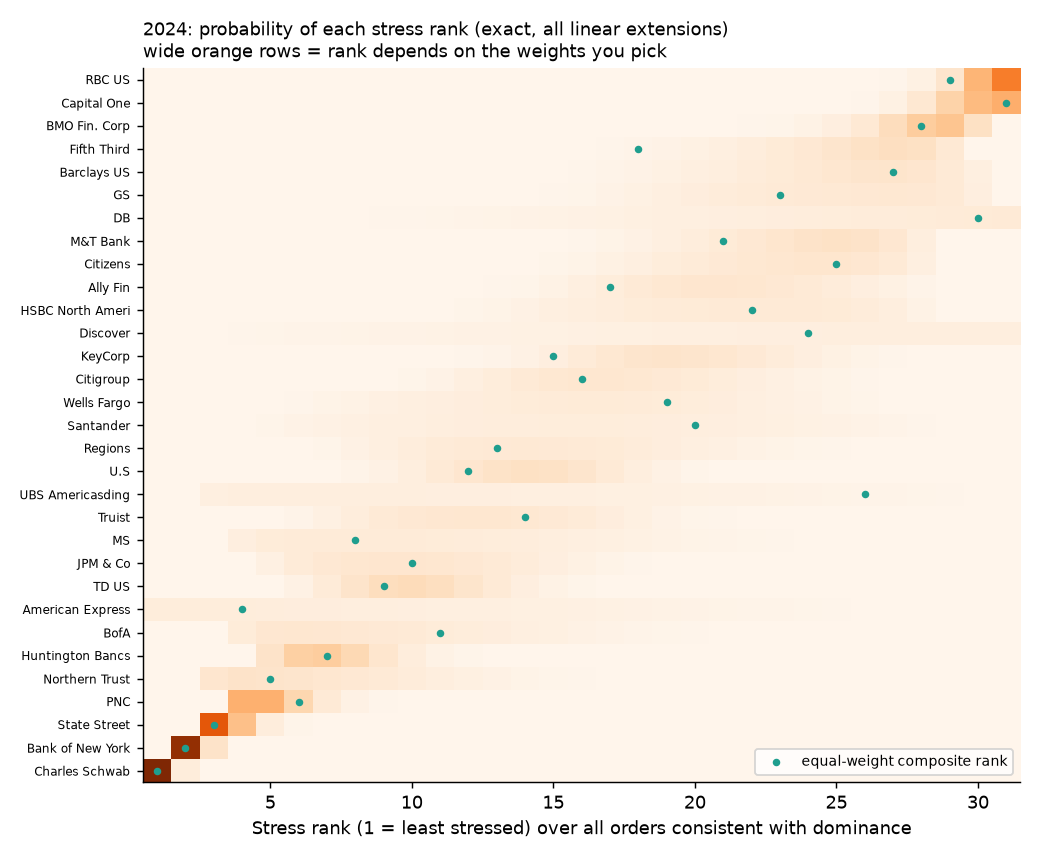 2024: probability of each stress rank (exact, all linear extensions)
wide orange rows = rank depends on the weights you pick
RBC US
Capital One
BMO Fin. Corp
Fifth Third
Barclays US
GS
DB
M&T Bank
Citizens
Ally Fin
HSBC North Ameri
Discover
KeyCorp
Citigroup
Wells Fargo
Santander
Regions
U.S
UBS Americasding
Truist
MS
JPM & Co
TD US
American Express
BofA
Huntington Bancs
Northern Trust
PNC
State Street
Bank of New York
Charles Schwab
equal-weight composite rank
5 10 15 20 25 30
Stress rank (1 = least stressed) over all orders consistent with dominance